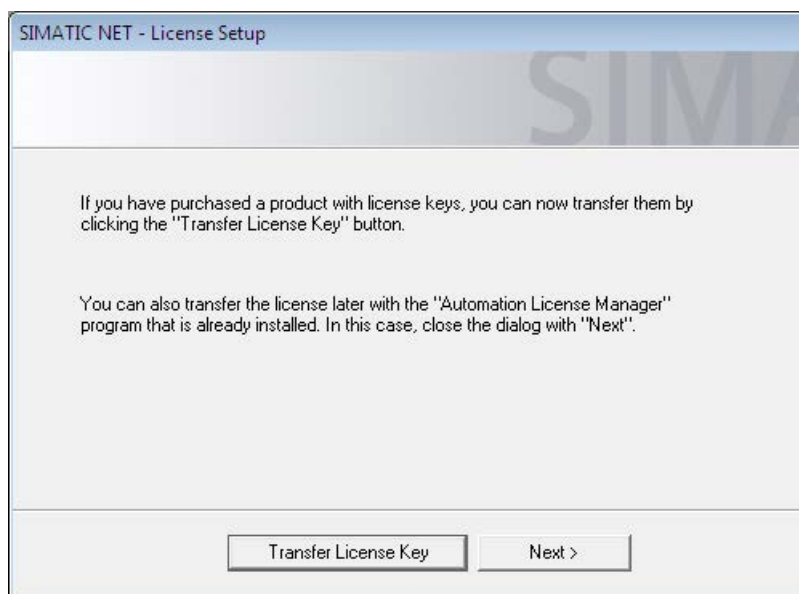 SIMATIC NET - License Setup
SIMA
If you have purchased a product with license keys, you can now transfer them by
clicking the "Transfer License Key" button.
You can also transfer the license later with the "Automation License Manager"
program that is already installed. In this case, close the dialog with "Next".
Transfer License Key
Next >